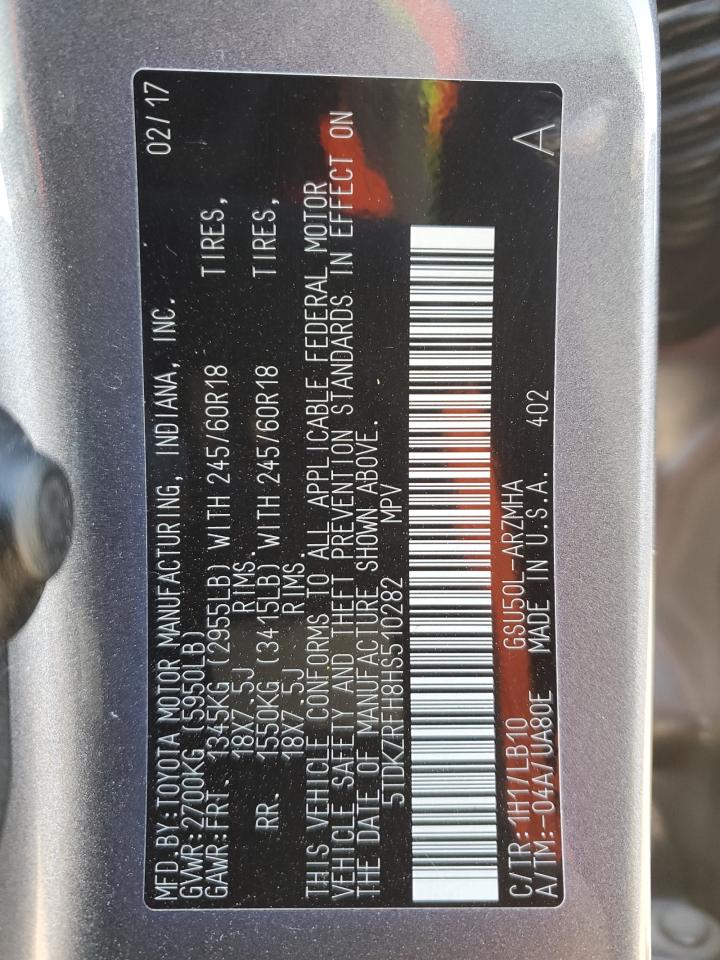 MFD.BY:TOYOTA MOTOR MANUFACTURING, INDIANA, INC. 02/17
GVWR:2700KG (5950LB)
GAWR:FRT. 1345KG (2955LB) WITH 245/60R18 TIRES,
18X7.5J RIMS.
RR. 1550KG (3415LB) WITH 245/60R18 TIRES,
18X7.5J RIMS.
THIS VEHICLE CONFORMS TO ALL APPLICABLE FEDERAL MOTOR
VEHICLE SAFETY AND THEFT PREVENTION STANDARDS IN EFFECT ON
THE DATE OF MANUFACTURE SHOWN ABOVE.
5TDKZRFH8HS510282 MPV
C/TR:1H1/LB10 GSU50L-ARZMHA A
A/TM:-04A/UA80E MADE IN U.S.A. 402